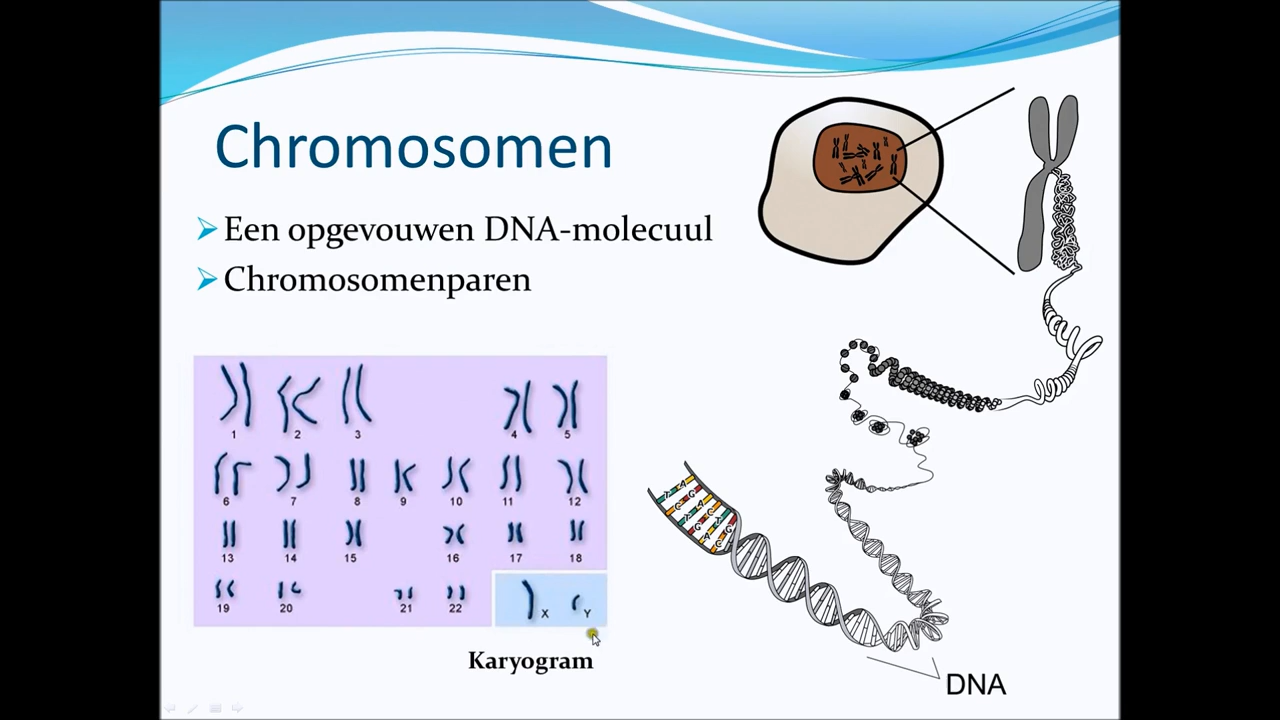 Chromosomen
Een opgevouwen DNA-molecuul
Chromosomenparen
1 2 3 4 5
6 7 8 9 10 11 12
13 14 15 16 17 18
19 20 21 22 X Y
Karyogram
DNA